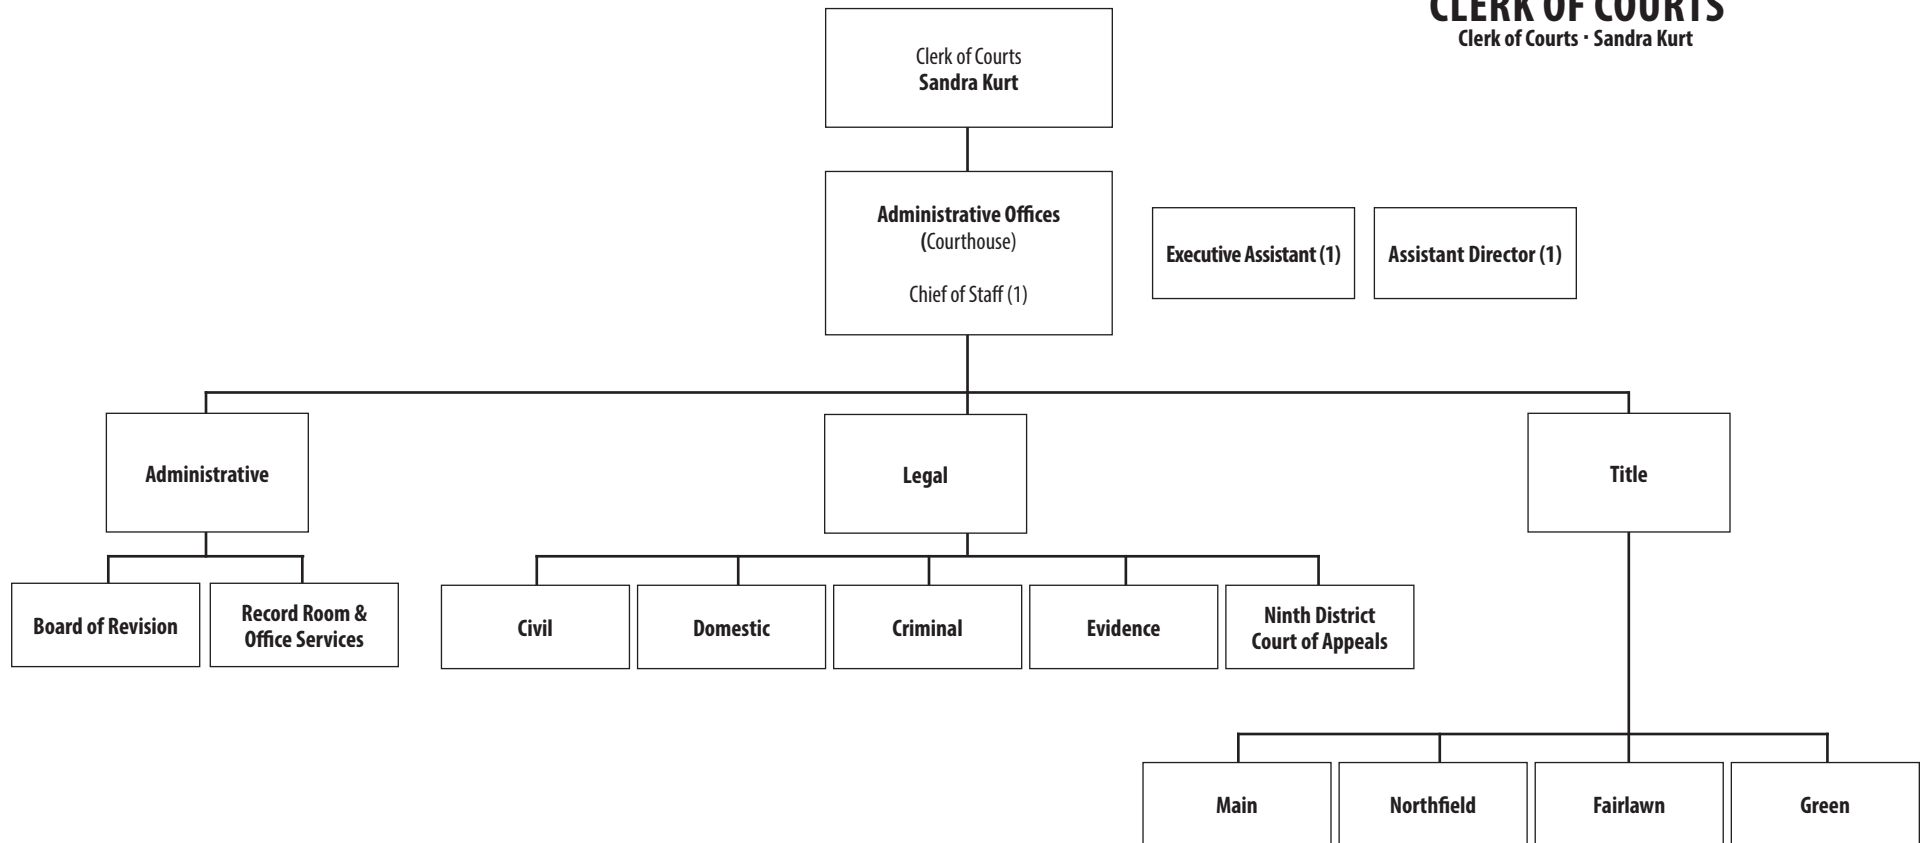 CLERK OF COURTS
Clerk of Courts · Sandra Kurt
Clerk of Courts
Sandra Kurt
Administrative Offices
(Courthouse)
Chief of Staff (1)
Executive Assistant (1)
Assistant Director (1)
Administrative
Legal
Title
Board of Revision
Record Room &
Office Services
Civil
Domestic
Criminal
Evidence
Ninth District
Court of Appeals
Main
Northfield
Fairlawn
Green